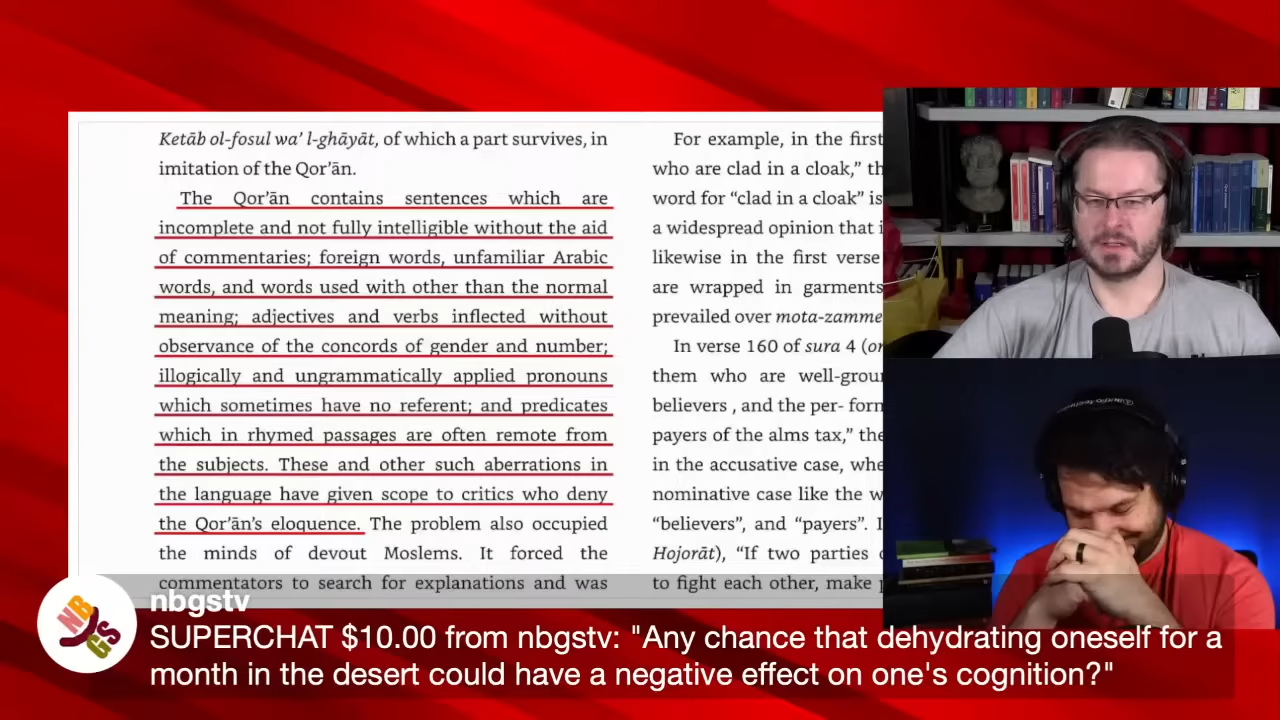 Ketāb ol-fosul wa’ l-ghāyāt, of which a part survives, in
imitation of the Qor’ān.
The Qor’ān contains sentences which are
incomplete and not fully intelligible without the aid
of commentaries; foreign words, unfamiliar Arabic
words, and words used with other than the normal
meaning; adjectives and verbs inflected without
observance of the concords of gender and number;
illogically and ungrammatically applied pronouns
which sometimes have no referent; and predicates
which in rhymed passages are often remote from
the subjects. These and other such aberrations in
the language have given scope to critics who deny
the Qor’ān’s eloquence. The problem also occupied
the minds of devout Moslems. It forced the
commentators to search for explanations and was
For example, in the first
who are clad in a cloak,” th
word for “clad in a cloak” is
a widespread opinion that i
likewise in the first verse
are wrapped in garments
prevailed over mota-zamme
In verse 160 of sura 4 (or
them who are well-grour
believers , and the per- forn
payers of the alms tax,” the
in the accusative case, whe
nominative case like the w
“believers”, and “payers”. I
Hojorāt), “If two parties
to fight each other, make p
NBGS
nbgstv
SUPERCHAT $10.00 from nbgstv: "Any chance that dehydrating oneself for a
month in the desert could have a negative effect on one's cognition?"